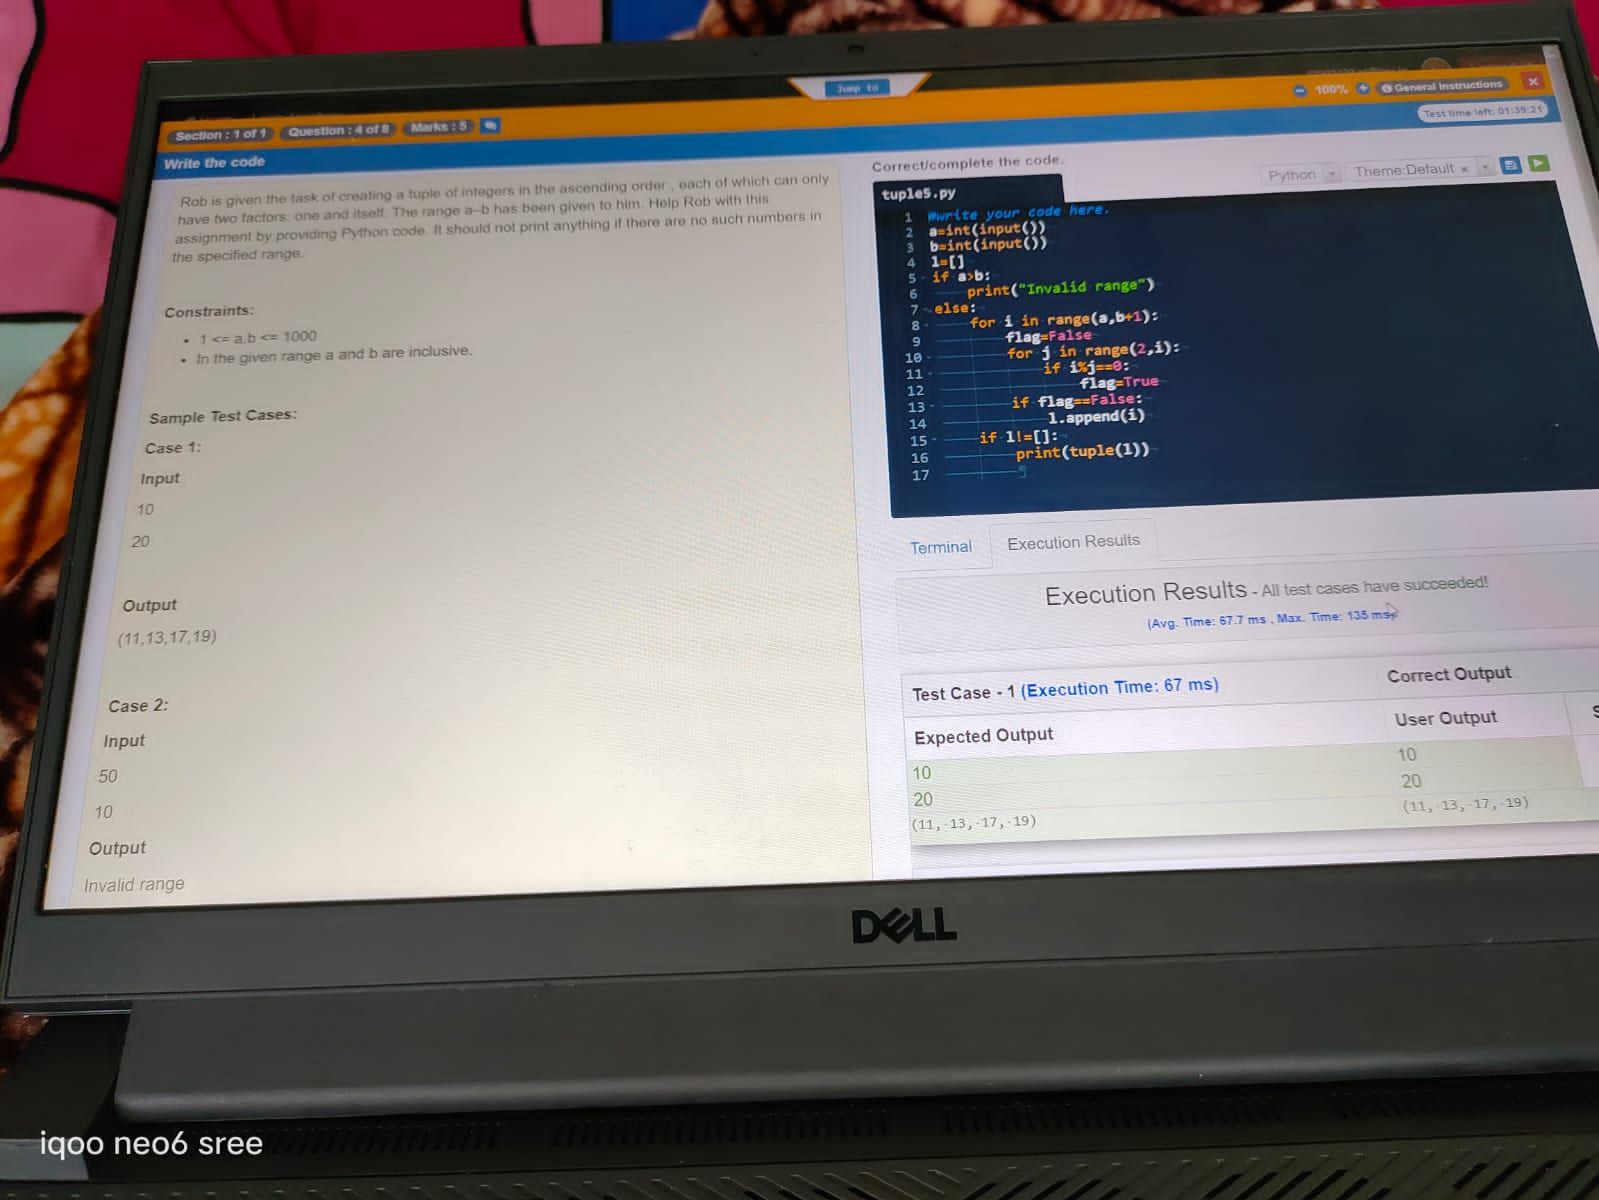 Jump to
100%
General Instructions
Section : 1 of 1
Question : 4 of 8
Marks : 5
Test time left: 01:39:21
Write the code
Rob is given the task of creating a tuple of integers in the ascending order , each of which can only
have two factors: one and itself. The range a–b has been given to him. Help Rob with this
assignment by providing Python code. It should not print anything if there are no such numbers in
the specified range.
Constraints:
• 1 <= a,b <= 1000
• In the given range a and b are inclusive.
Sample Test Cases:
Case 1:
Input
10
20
Output
(11,13,17,19)
Case 2:
Input
50
10
Output
Invalid range
Correct/complete the code.
Python
Theme:Default ×
tuple5.py
1 #write your code here.
2 a=int(input())
3 b=int(input())
4 l=[]
5 if a>b:
6 print("Invalid range")
7 else:
8 for i in range(a,b+1):
9 flag=False
10 for j in range(2,i):
11 if i%j==0:
12 flag=True
13 if flag==False:
14 l.append(i)
15 if l!=[]:
16 print(tuple(l))
17
Terminal
Execution Results
Execution Results - All test cases have succeeded!
(Avg. Time: 67.7 ms , Max. Time: 135 ms)
Test Case - 1 (Execution Time: 67 ms)
Correct Output
Expected Output
User Output
10
10
20
20
(11,·13,·17,·19)
(11,·13,·17,·19)
DELL
iqoo neo6 sree